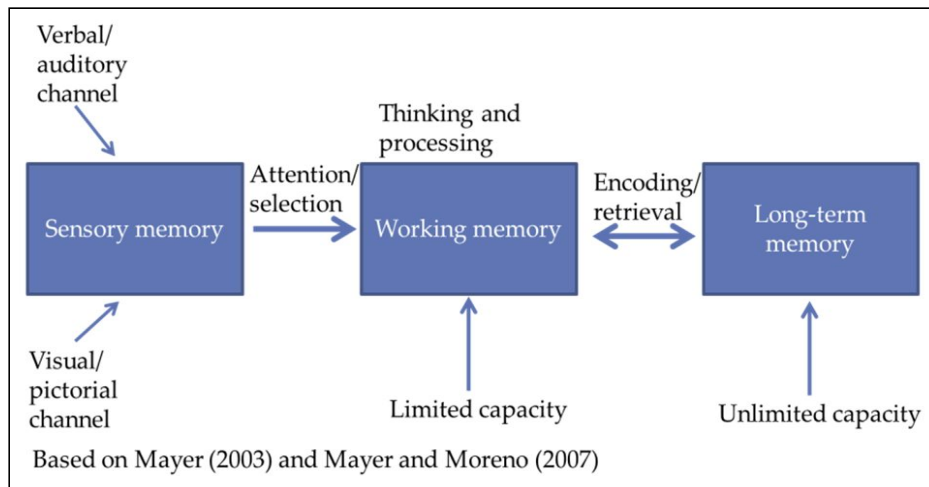 Verbal/
auditory
channel
Thinking and
processing
Attention/
selection
Encoding/
retrieval
Sensory memory
Working memory
Long-term
memory
Visual/
pictorial
channel
Limited capacity
Unlimited capacity
Based on Mayer (2003) and Mayer and Moreno (2007)